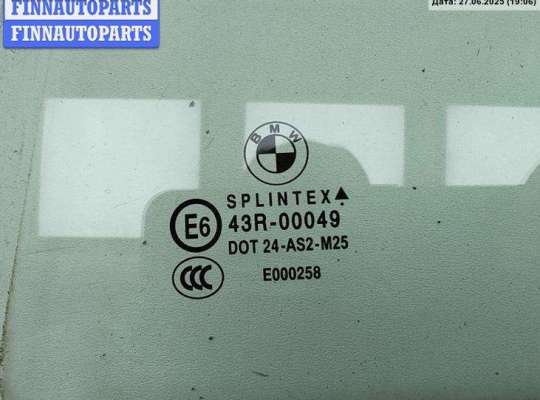 FINNAUTOPARTS
FINNAUTOPARTS
Дата: 27.06.2025 (19:06)
BMW
SPLINTEX
E6
43R-00049
DOT 24-AS2-M25
CCC
E000258